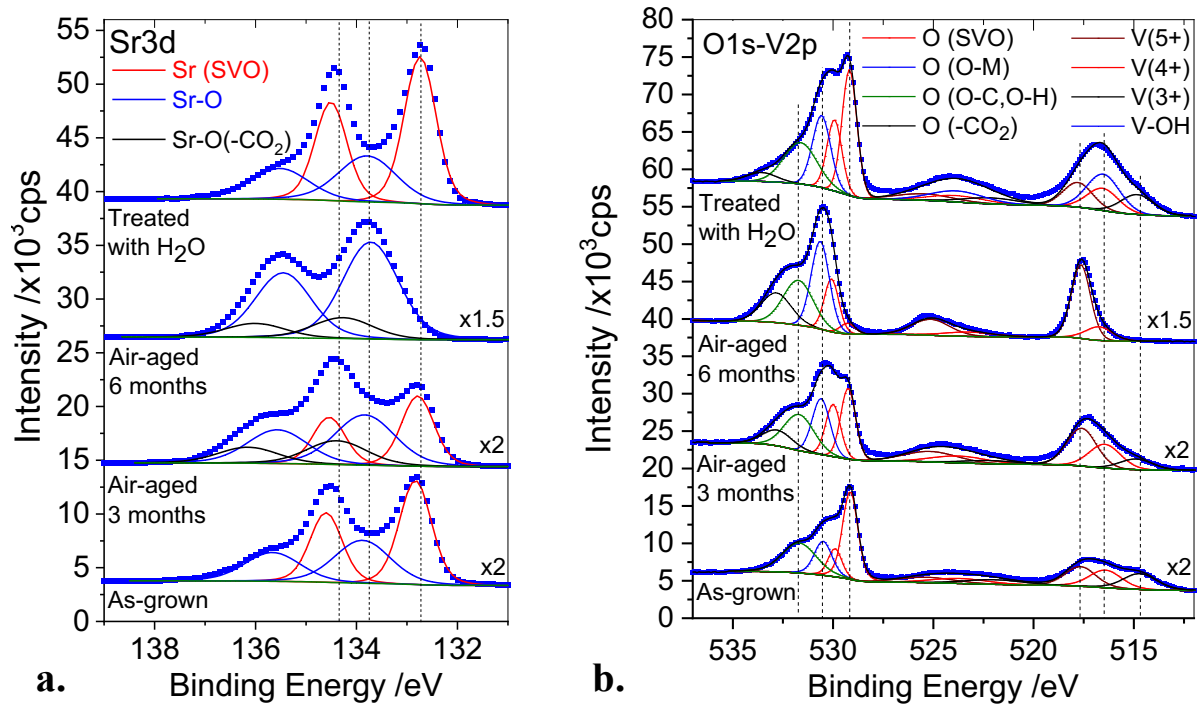 Sr3d
Sr (SVO)
Sr-O
Sr-O(-CO₂)
Treated
with H₂O
x1.5
Air-aged
6 months
x2
Air-aged
3 months
x2
As-grown
55
50
45
40
35
30
25
20
15
10
5
0
Intensity /x10³cps
138 136 134 132
Binding Energy /eV
a.
O1s-V2p
O (SVO) V(5+)
O (O-M) V(4+)
O (O-C,O-H) V(3+)
O (-CO₂) V-OH
Treated
with H₂O
x1.5
Air-aged
6 months
x2
Air-aged
3 months
x2
As-grown
80
75
70
65
60
55
50
45
40
35
30
25
20
15
10
5
0
Intensity /x10³cps
535 530 525 520 515
Binding Energy /eV
b.